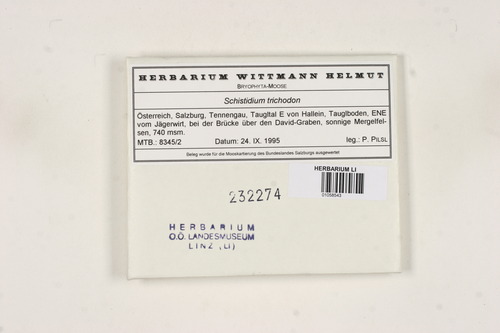 HERBARIUM WITTMANN HELMUT
BRYOPHYTA-MOOSE
Schistidium trichodon
Österreich, Salzburg, Tennengau, Taugltal E von Hallein, Tauglboden, ENE
vom Jägerwirt, bei der Brücke über den David-Graben, sonnige Mergelfel-
sen, 740 msm.
MTB.: 8345/2 Datum: 24. IX. 1995 leg.: P. PILSL
Beleg wurde für die Mooskartierung des Bundeslandes Salzburgs ausgewertet
HERBARIUM LI
01058543
232274
HERBARIUM
O.Ö. LANDESMUSEUM
LINZ (LI)